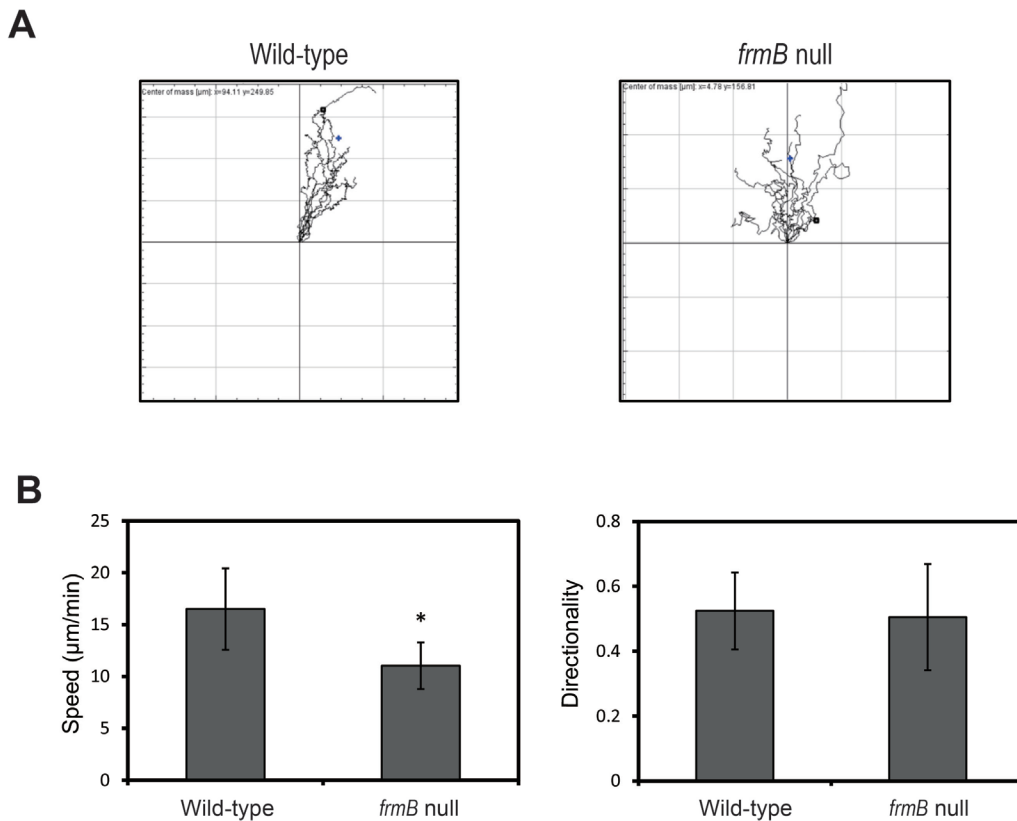 A
Wild-type
frmB null
Center of mass [µm]: x=94.11 y=249.85
Center of mass [µm]: x=4.78 y=156.81
B
25
20
15
10
5
0
Speed (µm/min)
*
Wild-type
frmB null
0.8
0.6
0.4
0.2
0
Directionality
Wild-type
frmB null